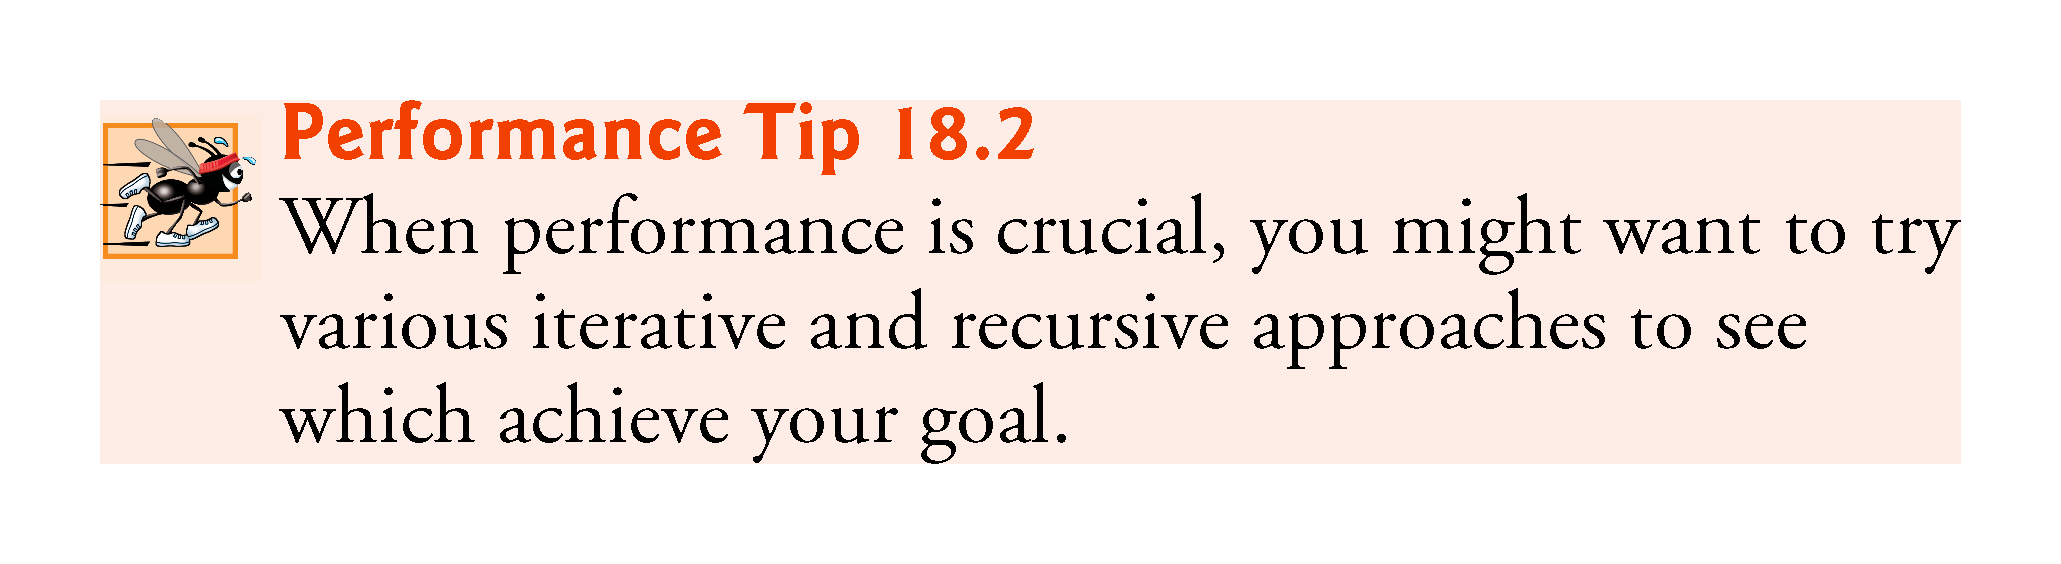 Performance Tip 18.2
When performance is crucial, you might want to try
various iterative and recursive approaches to see
which achieve your goal.